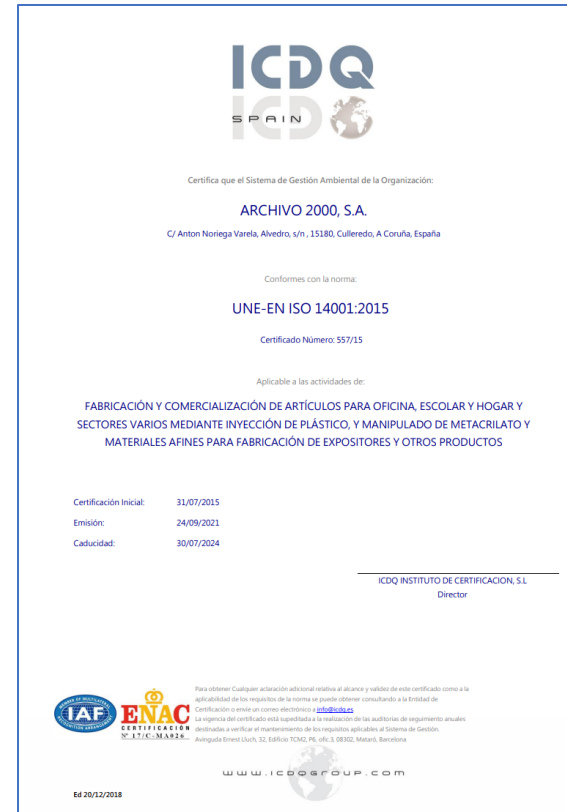 ICDQ
SPAIN
Certifica que el Sistema de Gestión Ambiental de la Organización:
ARCHIVO 2000, S.A.
C/ Anton Noriega Varela, Alvedro, s/n , 15180, Culleredo, A Coruña, España
Conformes con la norma:
UNE-EN ISO 14001:2015
Certificado Número: 557/15
Aplicable a las actividades de:
FABRICACIÓN Y COMERCIALIZACIÓN DE ARTÍCULOS PARA OFICINA, ESCOLAR Y HOGAR Y
SECTORES VARIOS MEDIANTE INYECCIÓN DE PLÁSTICO, Y MANIPULADO DE METACRILATO Y
MATERIALES AFINES PARA FABRICACIÓN DE EXPOSITORES Y OTROS PRODUCTOS
Certificación Inicial: 31/07/2015
Emisión: 24/09/2021
Caducidad: 30/07/2024
ICDQ INSTITUTO DE CERTIFICACION, S.L
Director
MEMBER OF MULTILATERAL
IAF
RECOGNITION ARRANGEMENT
ENAC
CERTIFICACIÓN
Nº 17/C-MA026
Para obtener Cualquier aclaración adicional relativa al alcance y validez de este certificado como a la
aplicabilidad de los requisitos de la norma se puede obtener consultando a la Entidad de
Certificación o envíe un correo electrónico a info@icdq.es
La vigencia del certificado está supeditada a la realización de las auditorias de seguimiento anuales
destinadas a verificar el mantenimiento de los requisitos aplicables al Sistema de Gestión.
Avinguda Ernest Lluch, 32, Edificio TCM2, P6, ofic.3, 08302, Mataró, Barcelona
www.icdqgroup.com
Ed 20/12/2018